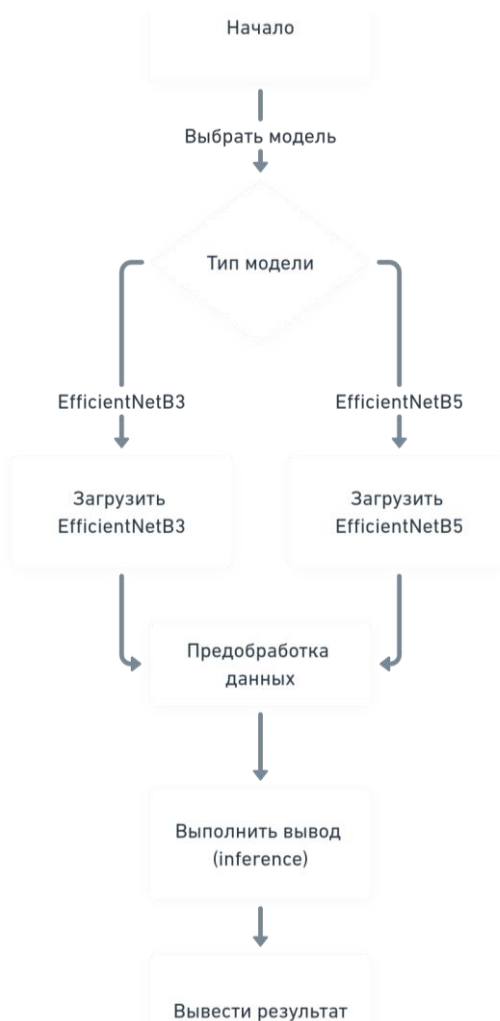 Начало
Выбрать модель
Тип модели
EfficientNetB3
EfficientNetB5
Загрузить
EfficientNetB3
Загрузить
EfficientNetB5
Предобработка
данных
Выполнить вывод
(inference)
Вывести результат